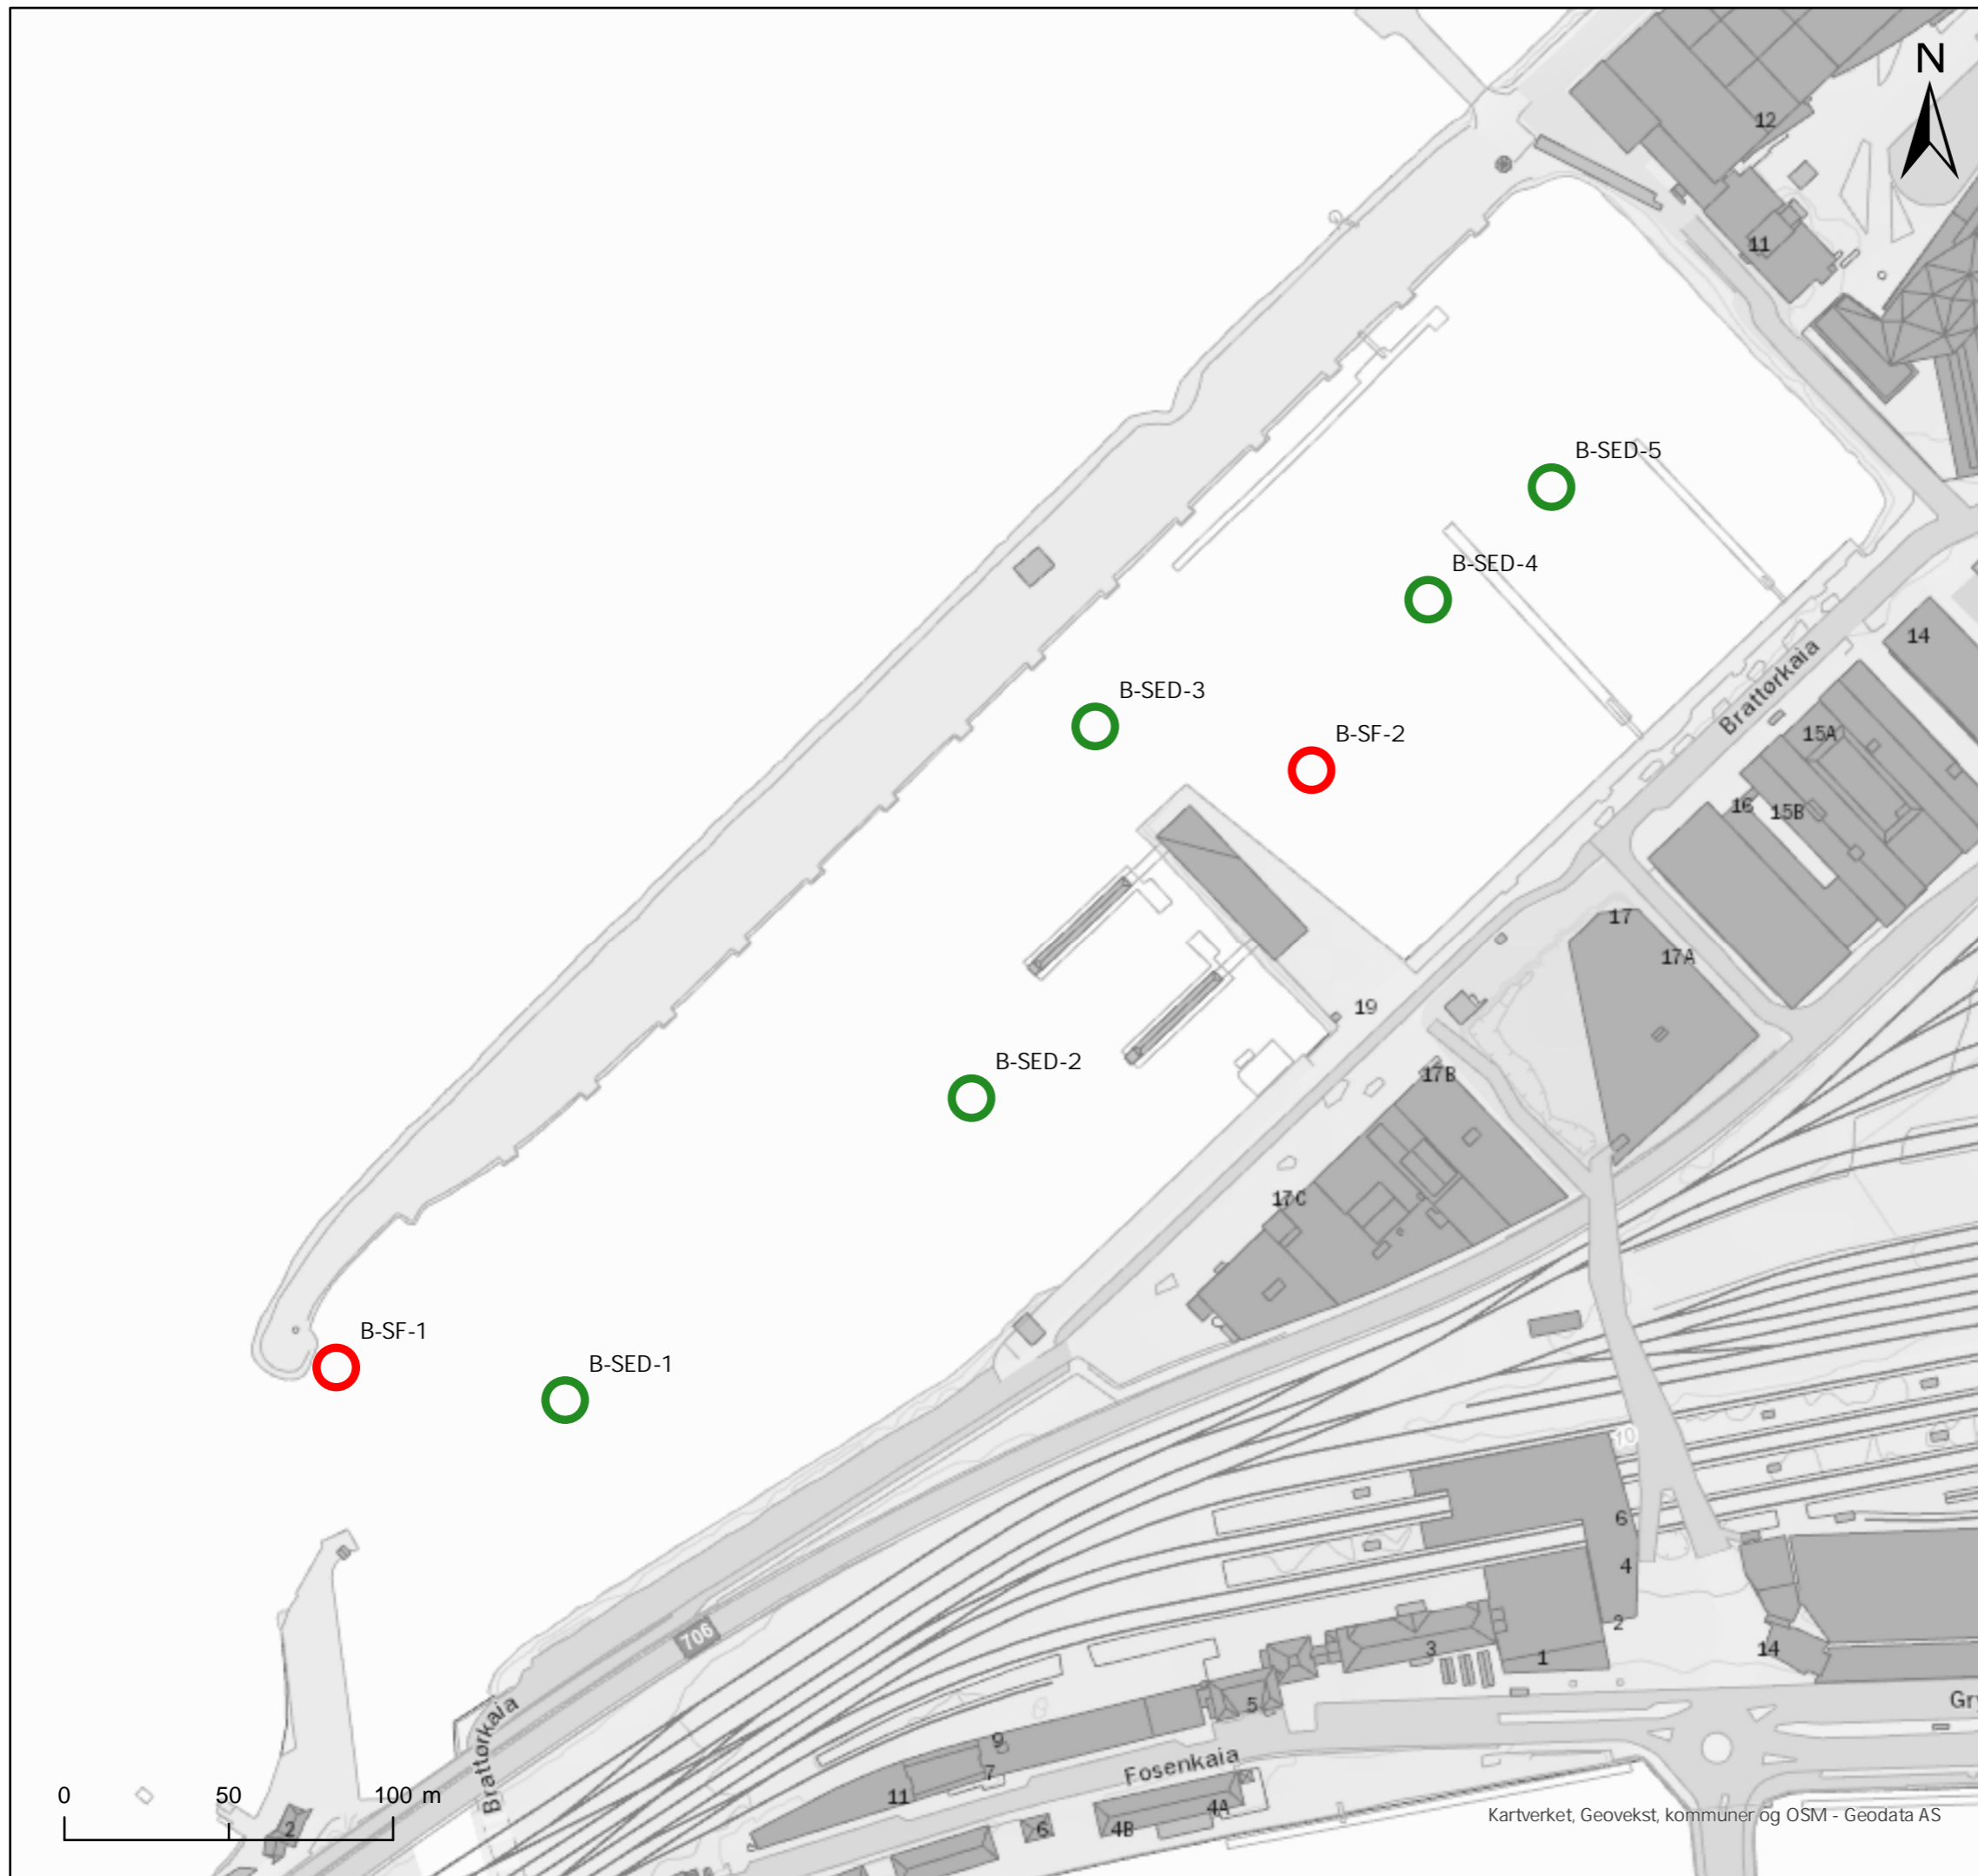 N
12
11
B-SED-5
B-SED-4
14
Brattørkaia
B-SED-3
B-SF-2
15A
16
15B
17
17A
19
B-SED-2
17B
17C
B-SF-1
B-SED-1
10
6
4
2
706
3
1
14
5
Brattørkaia
9
7
Fosenkaia
11
4A
4B
6
2
0 50 100 m
Kartverket, Geovekst, kommuner og OSM - Geodata AS